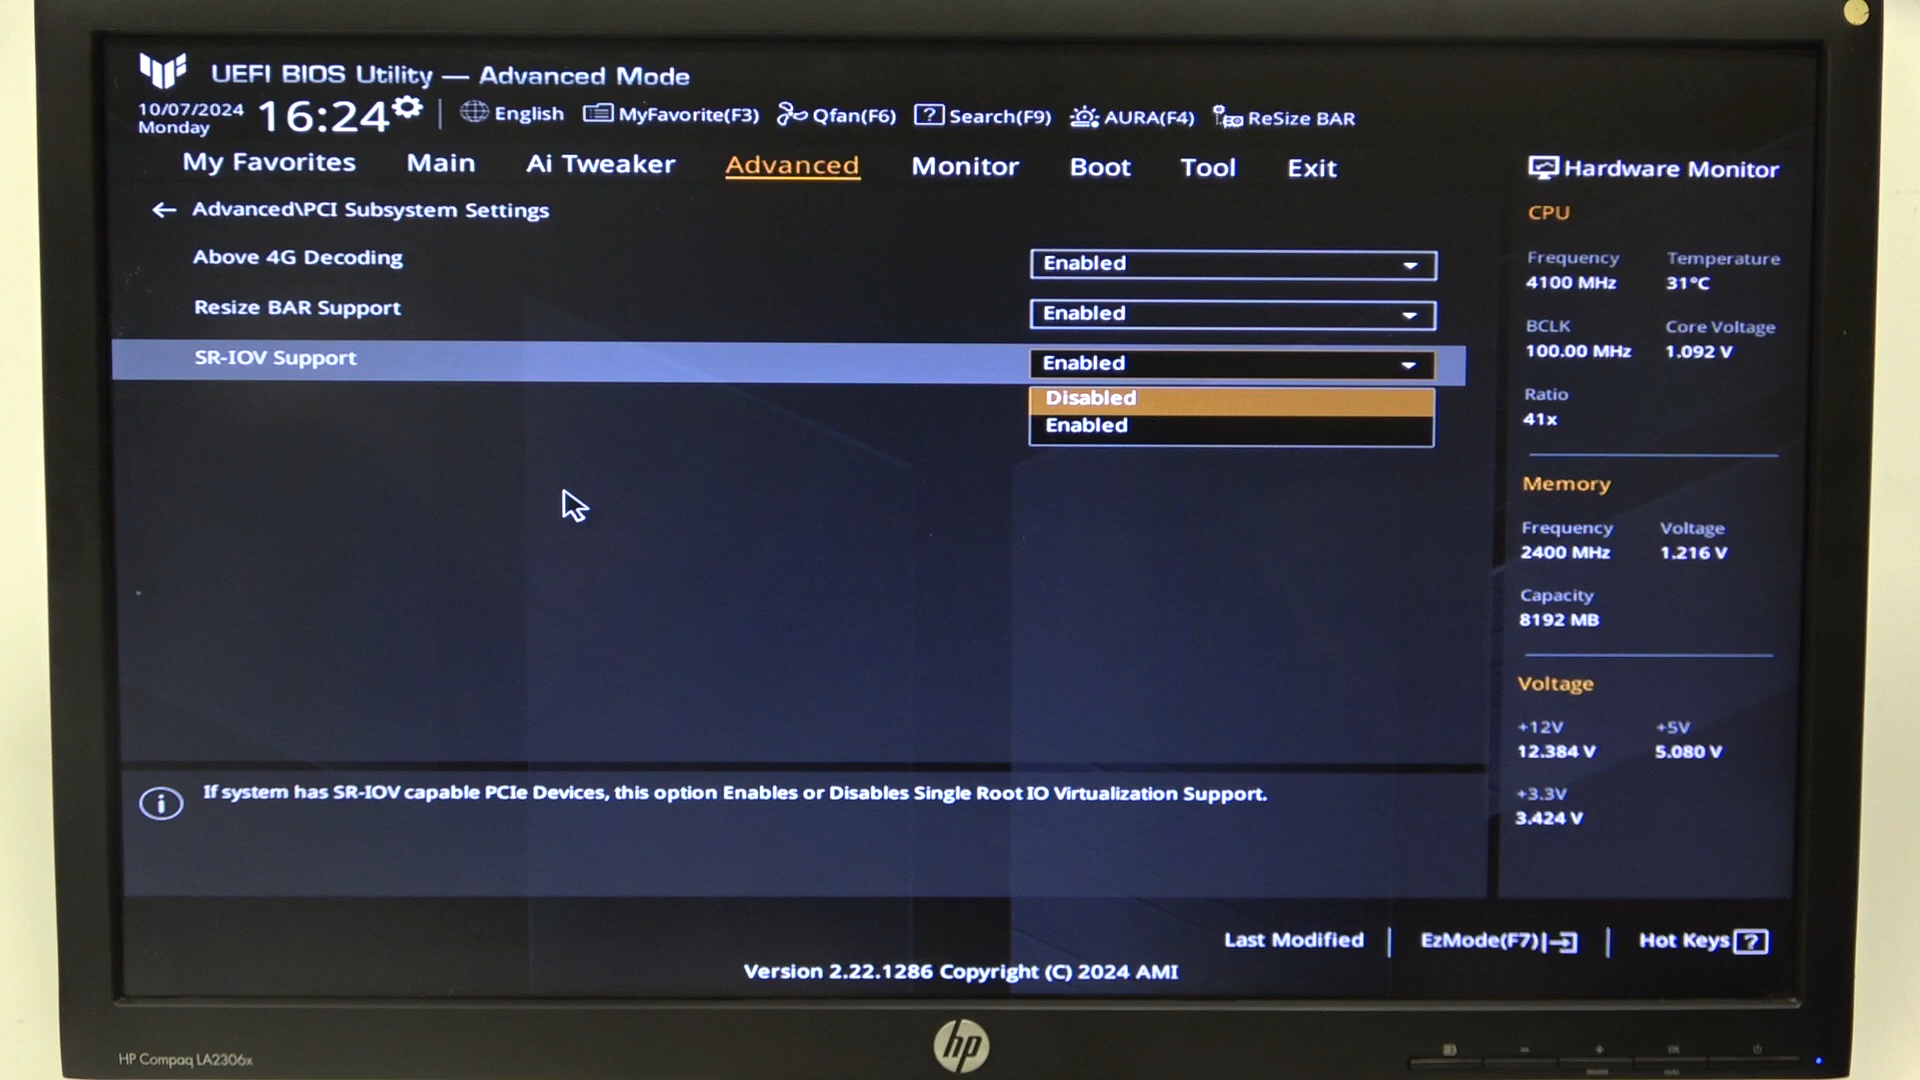 UEFI BIOS Utility — Advanced Mode
10/07/2024
Monday
16:24
English
MyFavorite(F3)
Qfan(F6)
Search(F9)
AURA(F4)
ReSize BAR
My Favorites
Main
Ai Tweaker
Advanced
Monitor
Boot
Tool
Exit
Advanced\PCI Subsystem Settings
Above 4G Decoding
Enabled
Resize BAR Support
Enabled
SR-IOV Support
Enabled
Disabled
Enabled
If system has SR-IOV capable PCIe Devices, this option Enables or Disables Single Root IO Virtualization Support.
Hardware Monitor
CPU
Frequency
Temperature
4100 MHz
31°C
BCLK
Core Voltage
100.00 MHz
1.092 V
Ratio
41x
Memory
Frequency
Voltage
2400 MHz
1.216 V
Capacity
8192 MB
Voltage
+12V
+5V
12.384 V
5.080 V
+3.3V
3.424 V
Last Modified
EzMode(F7)
Hot Keys ?
Version 2.22.1286 Copyright (C) 2024 AMI
HP Compaq LA2306x
hp